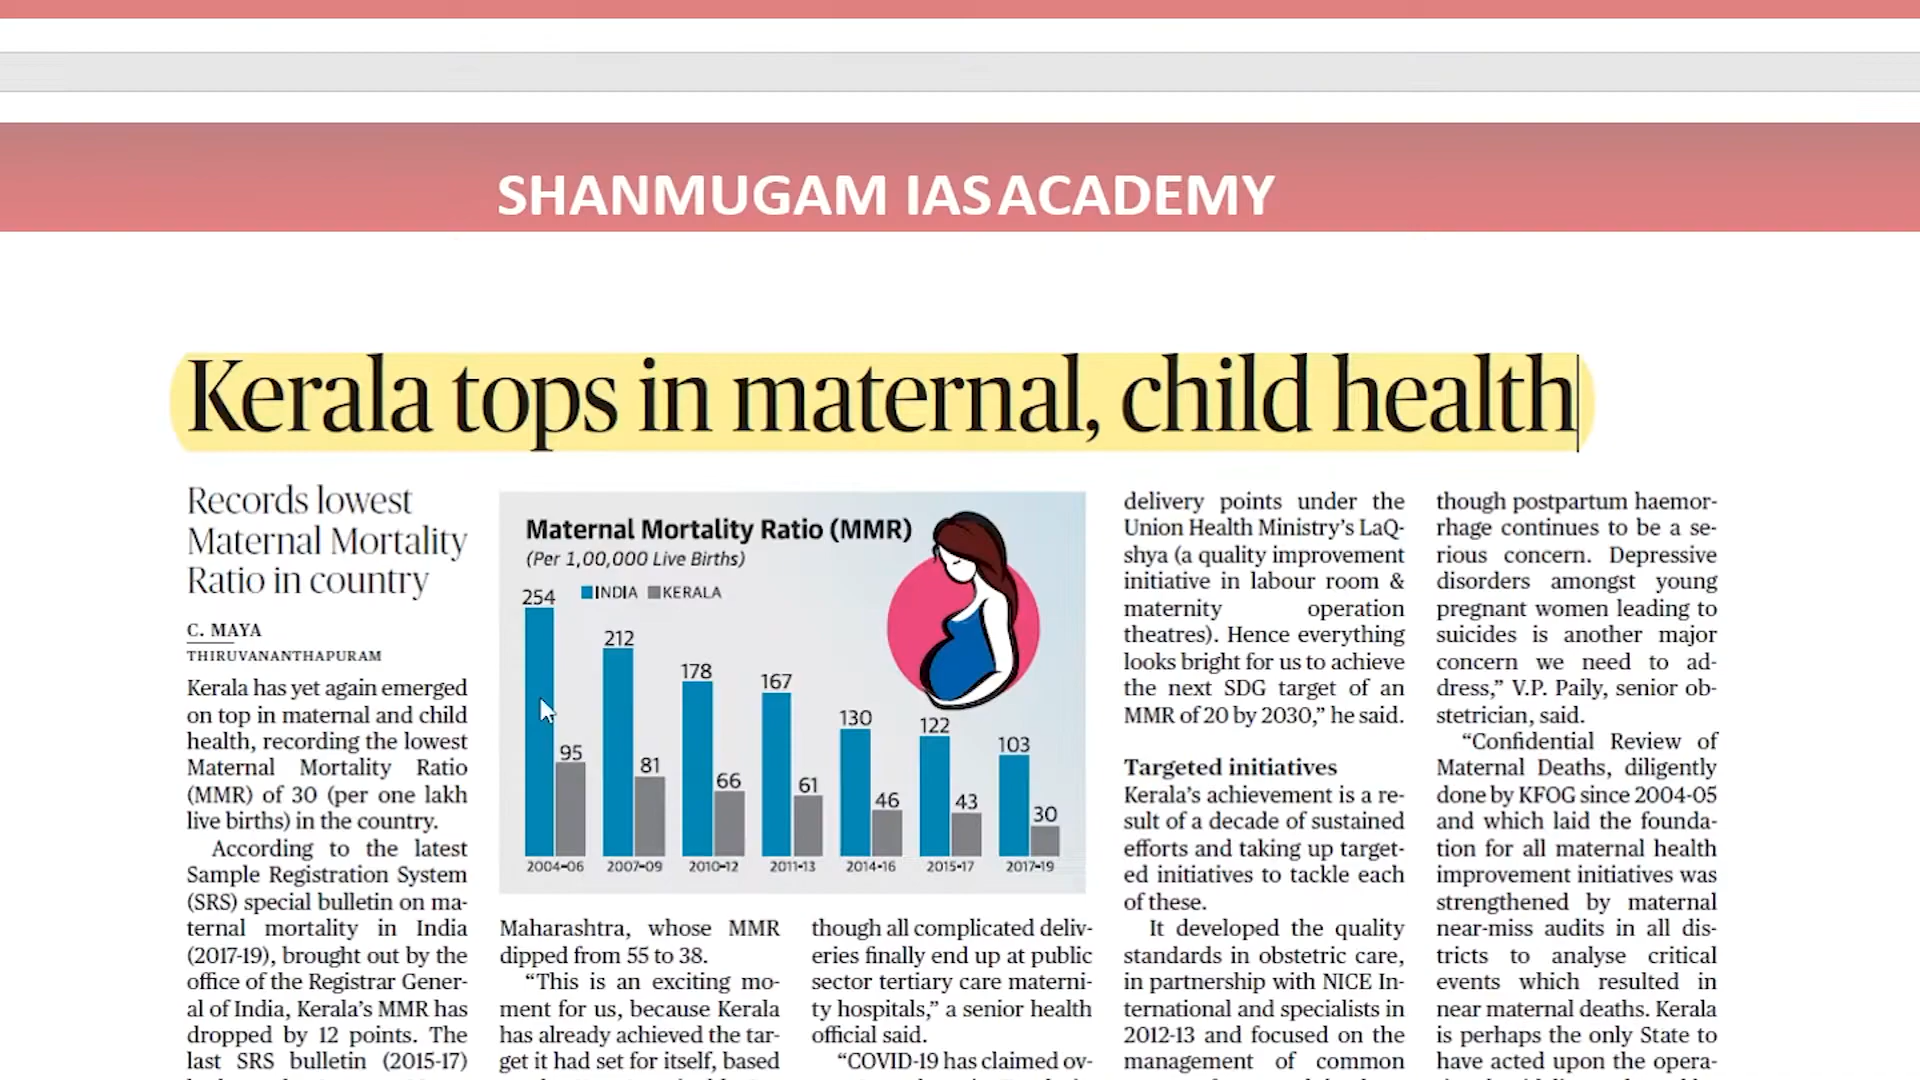 SHANMUGAM IAS ACADEMY
Kerala tops in maternal, child health
Records lowest
Maternal Mortality
Ratio in country
C. MAYA
THIRUVANANTHAPURAM
Kerala has yet again emerged
on top in maternal and child
health, recording the lowest
Maternal Mortality Ratio
(MMR) of 30 (per one lakh
live births) in the country.
According to the latest
Sample Registration System
(SRS) special bulletin on ma-
ternal mortality in India
(2017-19), brought out by the
office of the Registrar Gener-
al of India, Kerala's MMR has
dropped by 12 points. The
last SRS bulletin (2015-17)
Maternal Mortality Ratio (MMR)
(Per 1,00,000 Live Births)
INDIA KERALA
254
95
212
81
178
66
167
61
130
46
122
43
103
30
2004-06 2007-09 2010-12 2011-13 2014-16 2015-17 2017-19
Maharashtra, whose MMR
dipped from 55 to 38.
“This is an exciting mo-
ment for us, because Kerala
has already achieved the tar-
get it had set for itself, based
though all complicated deliv-
eries finally end up at public
sector tertiary care materni-
ty hospitals,” a senior health
official said.
“COVID-19 has claimed ov-
delivery points under the
Union Health Ministry's LaQ-
shya (a quality improvement
initiative in labour room &
maternity operation
theatres). Hence everything
looks bright for us to achieve
the next SDG target of an
MMR of 20 by 2030,” he said.
Targeted initiatives
Kerala's achievement is a re-
sult of a decade of sustained
efforts and taking up target-
ed initiatives to tackle each
of these.
It developed the quality
standards in obstetric care,
in partnership with NICE In-
ternational and specialists in
2012-13 and focused on the
management of common
though postpartum haemor-
rhage continues to be a se-
rious concern. Depressive
disorders amongst young
pregnant women leading to
suicides is another major
concern we need to ad-
dress,” V.P. Paily, senior ob-
stetrician, said.
“Confidential Review of
Maternal Deaths, diligently
done by KFOG since 2004-05
and which laid the founda-
tion for all maternal health
improvement initiatives was
strengthened by maternal
near-miss audits in all dis-
tricts to analyse critical
events which resulted in
near maternal deaths. Kerala
is perhaps the only State to
have acted upon the opera-